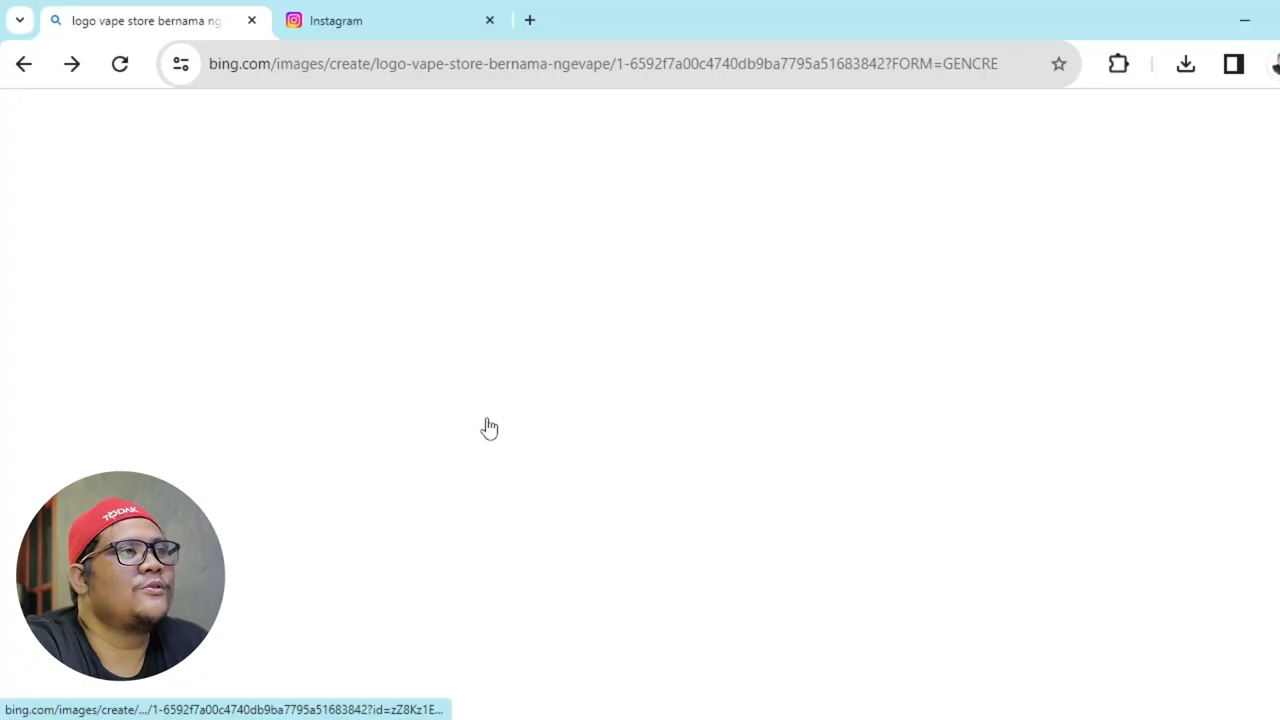 logo vape store bernama ng
Instagram
bing.com/images/create/logo-vape-store-bernama-ngevape/1-6592f7a00c4740db9ba7795a51683842?FORM=GENCRE
TODAK
bing.com/images/create/.../1-6592f7a00c4740db9ba7795a51683842?id=zZ8Kz1E...